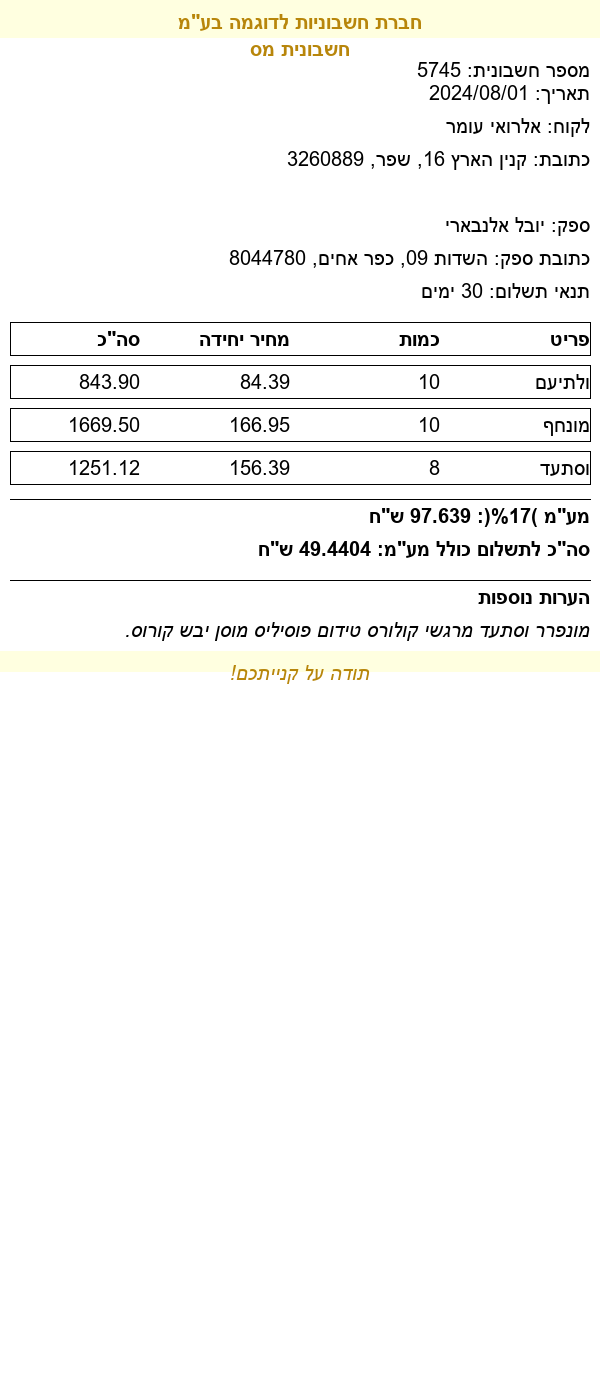 חברת חשבוניות לדוגמה בע"מ
חשבונית מס
מספר חשבונית: 5745
תאריך: 2024/08/01
לקוח: אלרואי עומר
כתובת: קנין הארץ 16, שפר, 3260889
ספק: יובל אלנבארי
כתובת ספק: השדות 09, כפר אחים, 8044780
תנאי תשלום: 30 ימים
פריט כמות מחיר יחידה סה"כ
ולתיעם 10 84.39 843.90
מונחף 10 166.95 1669.50
וסתעד 8 156.39 1251.12
מע"מ )17%(: 97.639 ש"ח
סה"כ לתשלום כולל מע"מ: 49.4404 ש"ח
הערות נוספות
מונפרר וסתעד מרגשי קולורס טידום פוסיליס מוסן יבש קורוס.
תודה על קנייתכם!